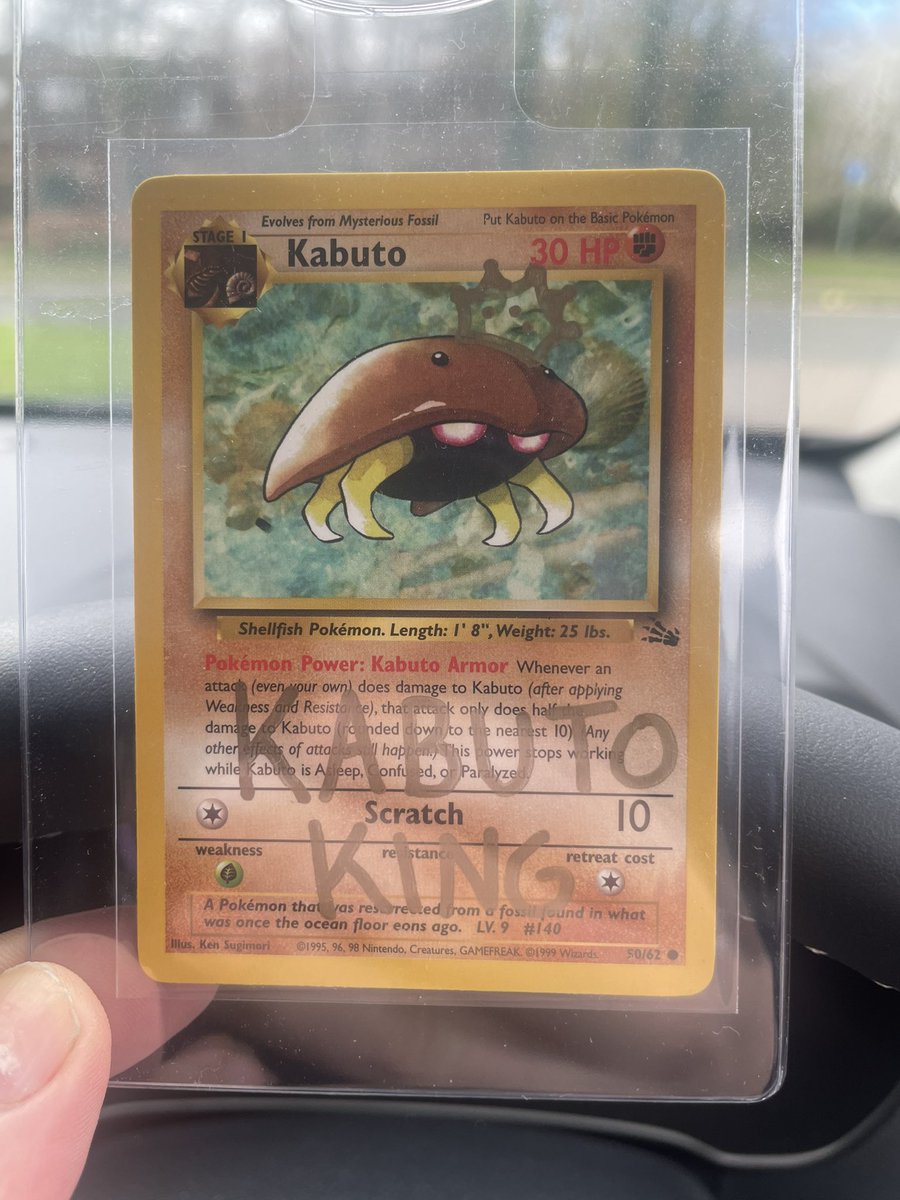 Evolves from Mysterious Fossil
Put Kabuto on the Basic Pokémon
STAGE 1
Kabuto
30 HP
Shellfish Pokémon. Length: 1' 8", Weight: 25 lbs.
Pokémon Power: Kabuto Armor Whenever an
attack (even your own) does damage to Kabuto (after applying
Weakness and Resistance), that attack only does half the
damage to Kabuto (rounded down to the nearest 10). (Any
other effects of attacks still happen.) This power stops working
while Kabuto is Asleep, Confused, or Paralyzed.
KABUTO
Scratch
10
KING
weakness
resistance
retreat cost
A Pokémon that was resurrected from a fossil found in what
was once the ocean floor eons ago. LV. 9 #140
Illus. Ken Sugimori
©1995, 96, 98 Nintendo, Creatures, GAMEFREAK. ©1999 Wizards.
50/62